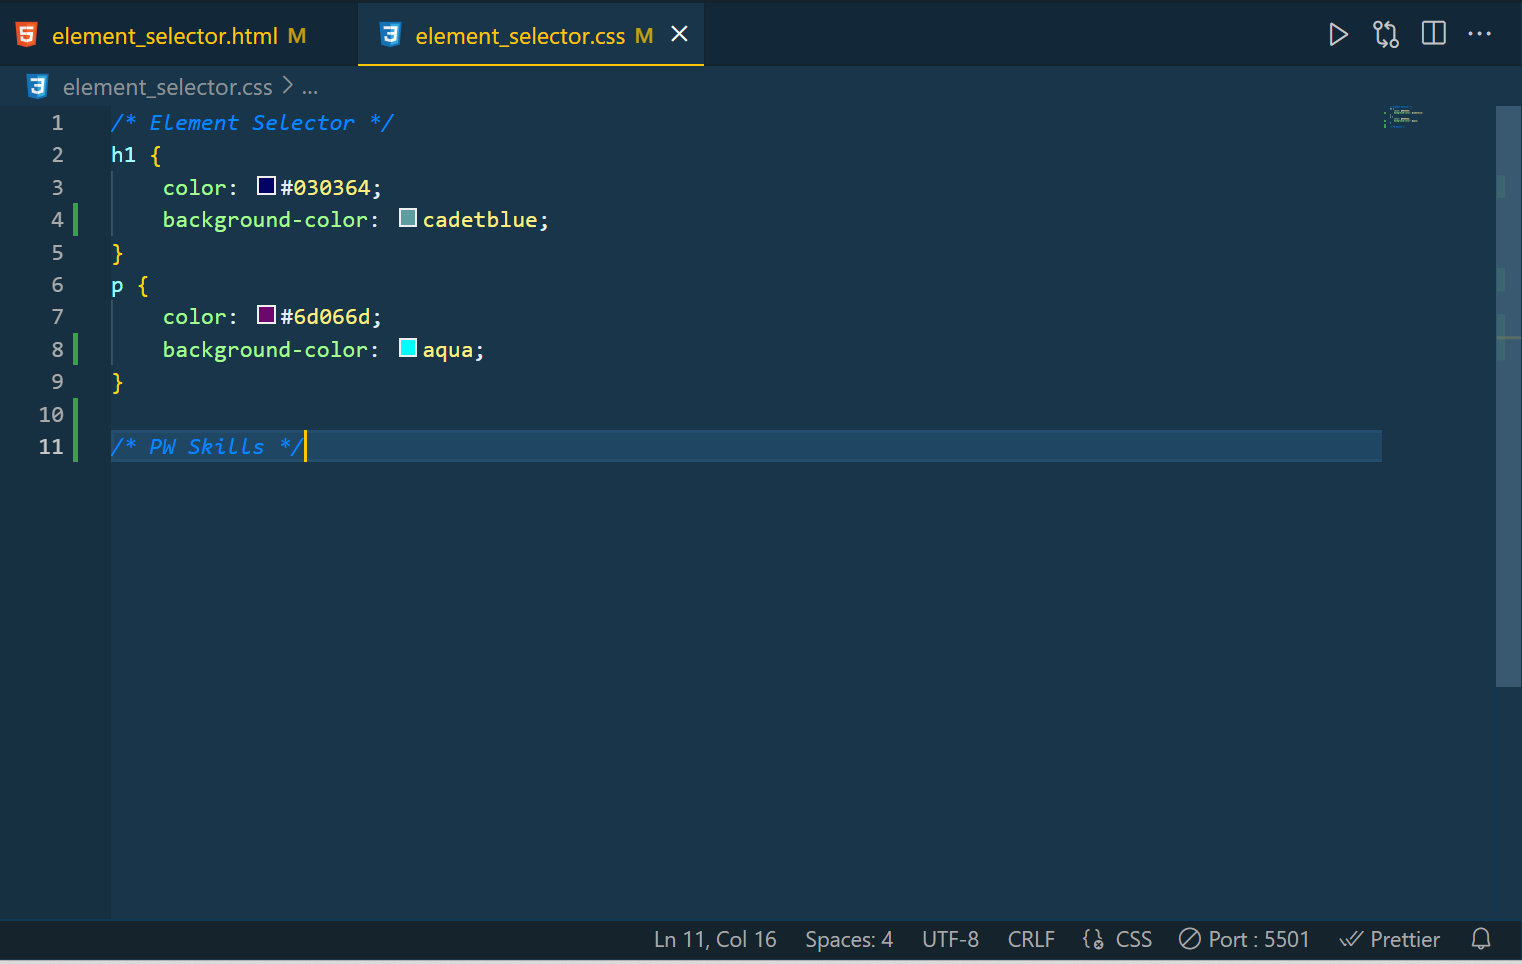 element_selector.html M element_selector.css M
element_selector.css > ...
1 /* Element Selector */
2 h1 {
3     color: #030364;
4     background-color: cadetblue;
5 }
6 p {
7     color: #6d066d;
8     background-color: aqua;
9 }
10
11 /* PW Skills */
Ln 11, Col 16 Spaces: 4 UTF-8 CRLF {} CSS Port : 5501 Prettier